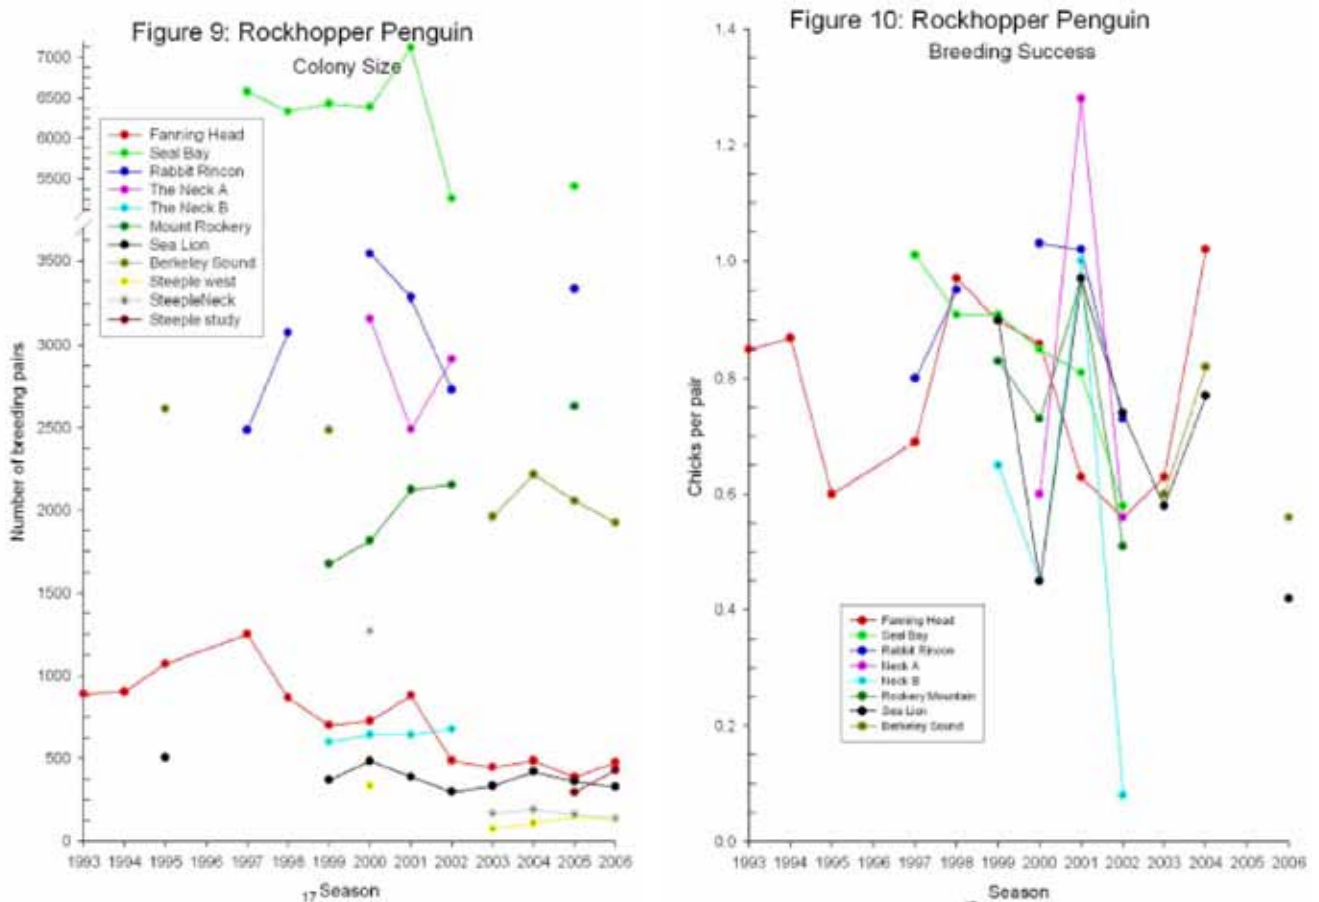 Figure 9: Rockhopper Penguin
Colony Size
7000
6500
6000
5500
3500
3000
2500
2000
1500
1000
500
0
Number of breeding pairs
Fanning Head
Seal Bay
Rabbit Rincon
The Neck A
The Neck B
Mount Rookery
Sea Lion
Berkeley Sound
Steeple west
SteepleNeck
Steeple study
1993 1994 1995 1996 1997 1998 1999 2000 2001 2002 2003 2004 2005 2006
17 Season
Figure 10: Rockhopper Penguin
Breeding Success
1.4
1.2
1.0
0.8
0.6
0.4
0.2
0.0
Chicks per pair
Fanning Head
Seal Bay
Rabbit Rincon
Neck A
Neck B
Rookery Mountain
Sea Lion
Berkeley Sound
1993 1994 1995 1996 1997 1998 1999 2000 2001 2002 2003 2004 2005 2006
Season